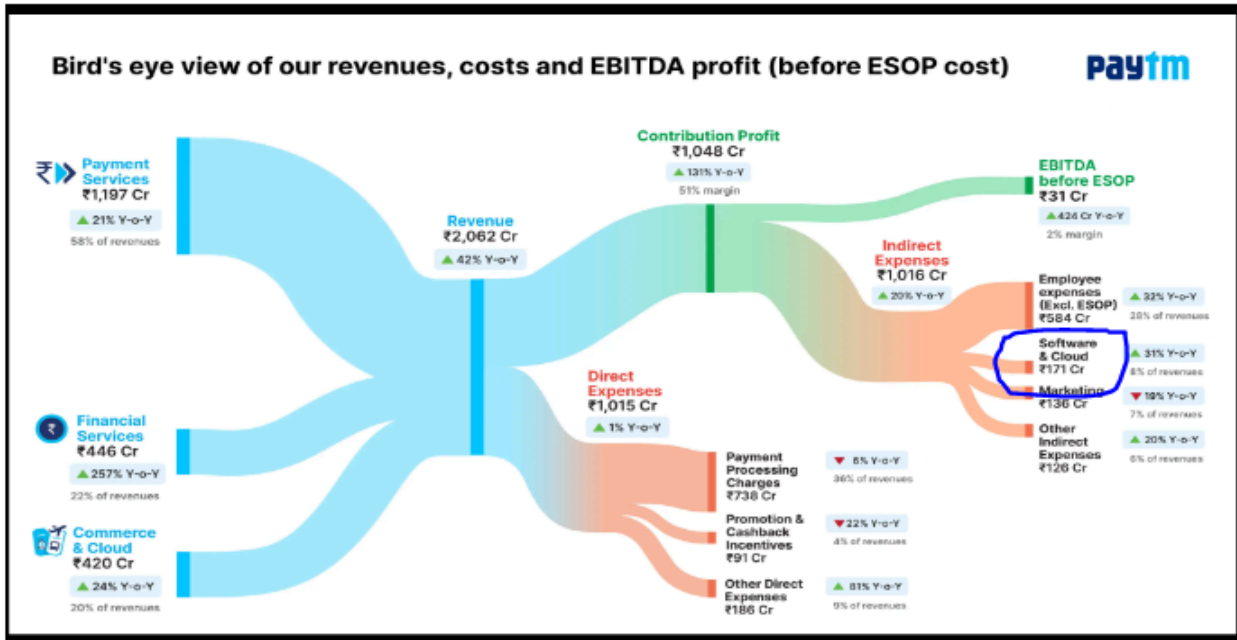 Bird's eye view of our revenues, costs and EBITDA profit (before ESOP cost)
paytm
₹
Payment
Services
₹1,197 Cr
▲ 21% Y-o-Y
58% of revenues
₹
Financial
Services
₹446 Cr
▲ 257% Y-o-Y
22% of revenues
Commerce
& Cloud
₹420 Cr
▲ 24% Y-o-Y
20% of revenues
Revenue
₹2,062 Cr
▲ 42% Y-o-Y
Contribution Profit
₹1,048 Cr
▲ 131% Y-o-Y
51% margin
Direct
Expenses
₹1,015 Cr
▲ 1% Y-o-Y
Payment
Processing
Charges
₹738 Cr
▼ 6% Y-o-Y
36% of revenues
Promotion &
Cashback
Incentives
₹91 Cr
▼ 22% Y-o-Y
4% of revenues
Other Direct
Expenses
₹186 Cr
▲ 81% Y-o-Y
9% of revenues
EBITDA
before ESOP
₹31 Cr
▲ 424 Cr Y-o-Y
2% margin
Indirect
Expenses
₹1,016 Cr
▲ 20% Y-o-Y
Employee
expenses
(Excl. ESOP)
₹584 Cr
▲ 32% Y-o-Y
28% of revenues
Software
& Cloud
₹171 Cr
▲ 31% Y-o-Y
8% of revenues
Marketing
₹136 Cr
▼ 19% Y-o-Y
7% of revenues
Other
Indirect
Expenses
₹126 Cr
▲ 20% Y-o-Y
6% of revenues